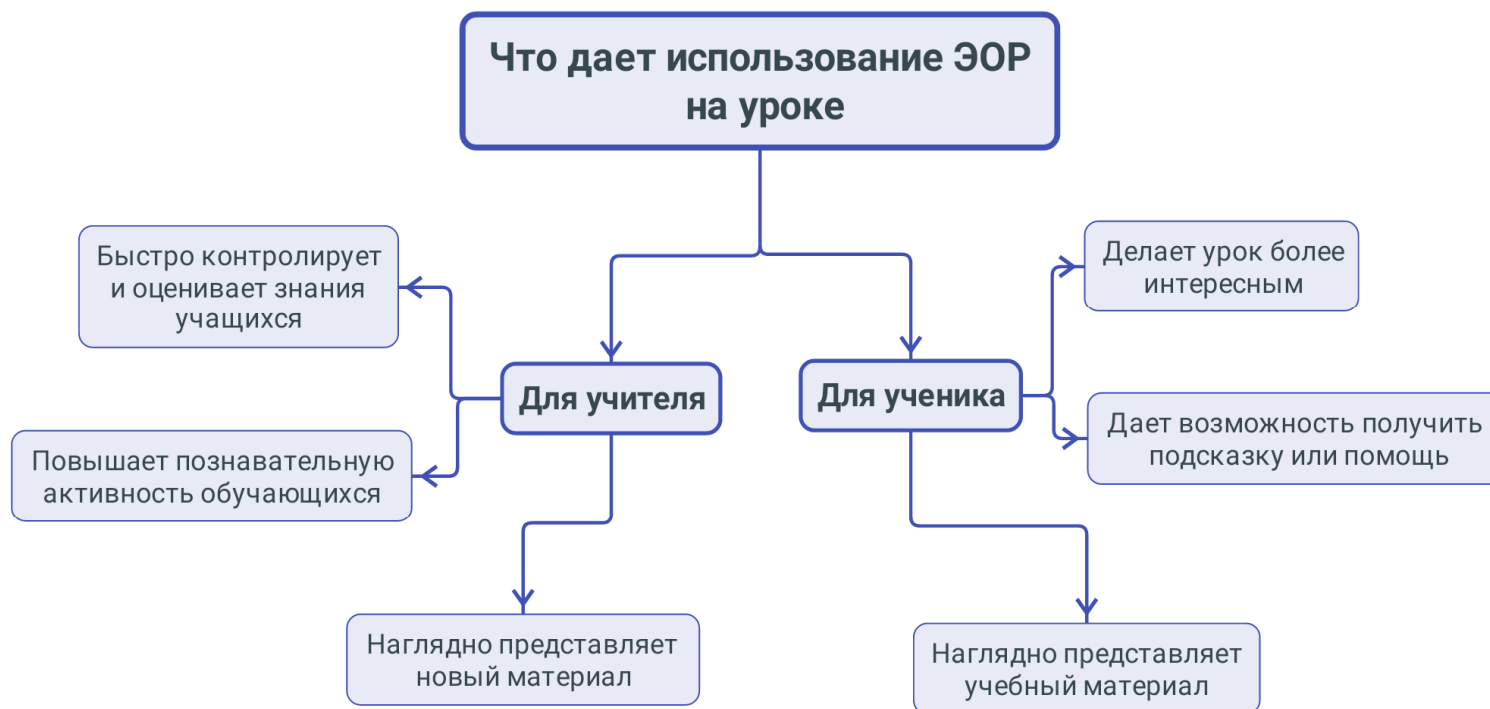 Что дает использование ЭОР
на уроке
Быстро контролирует
и оценивает знания
учащихся
Делает урок более
интересным
Для учителя
Для ученика
Повышает познавательную
активность обучающихся
Дает возможность получить
подсказку или помощь
Наглядно представляет
новый материал
Наглядно представляет
учебный материал